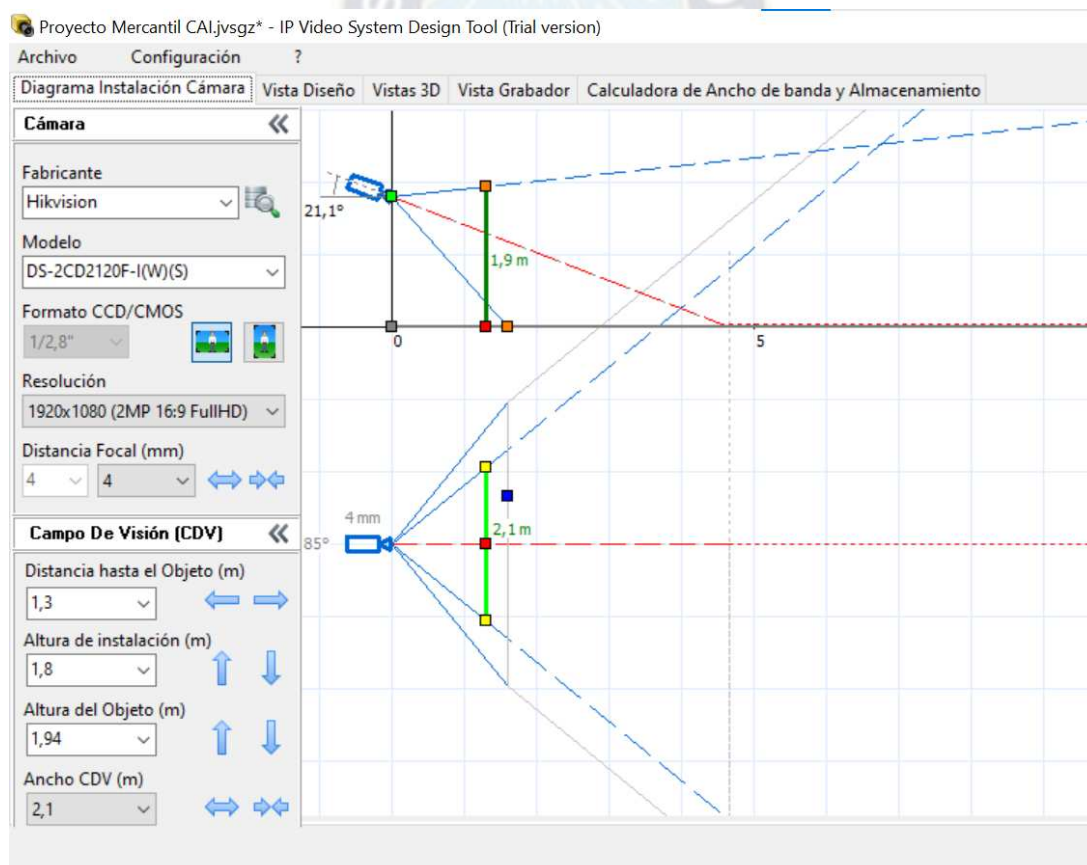 Proyecto Mercantil CAI.jvsgz* - IP Video System Design Tool (Trial version)
Archivo Configuración ?
Diagrama Instalación Cámara Vista Diseño Vistas 3D Vista Grabador Calculadora de Ancho de banda y Almacenamiento
Cámara
Fabricante
Hikvision
Modelo
DS-2CD2120F-I(W)(S)
Formato CCD/CMOS
1/2,8"
Resolución
1920x1080 (2MP 16:9 FullHD)
Distancia Focal (mm)
4 4
Campo De Visión (CDV)
Distancia hasta el Objeto (m)
1,3
Altura de instalación (m)
1,8
Altura del Objeto (m)
1,94
Ancho CDV (m)
2,1
21,1°
1,9 m
0 5
4 mm
85°
2,1 m